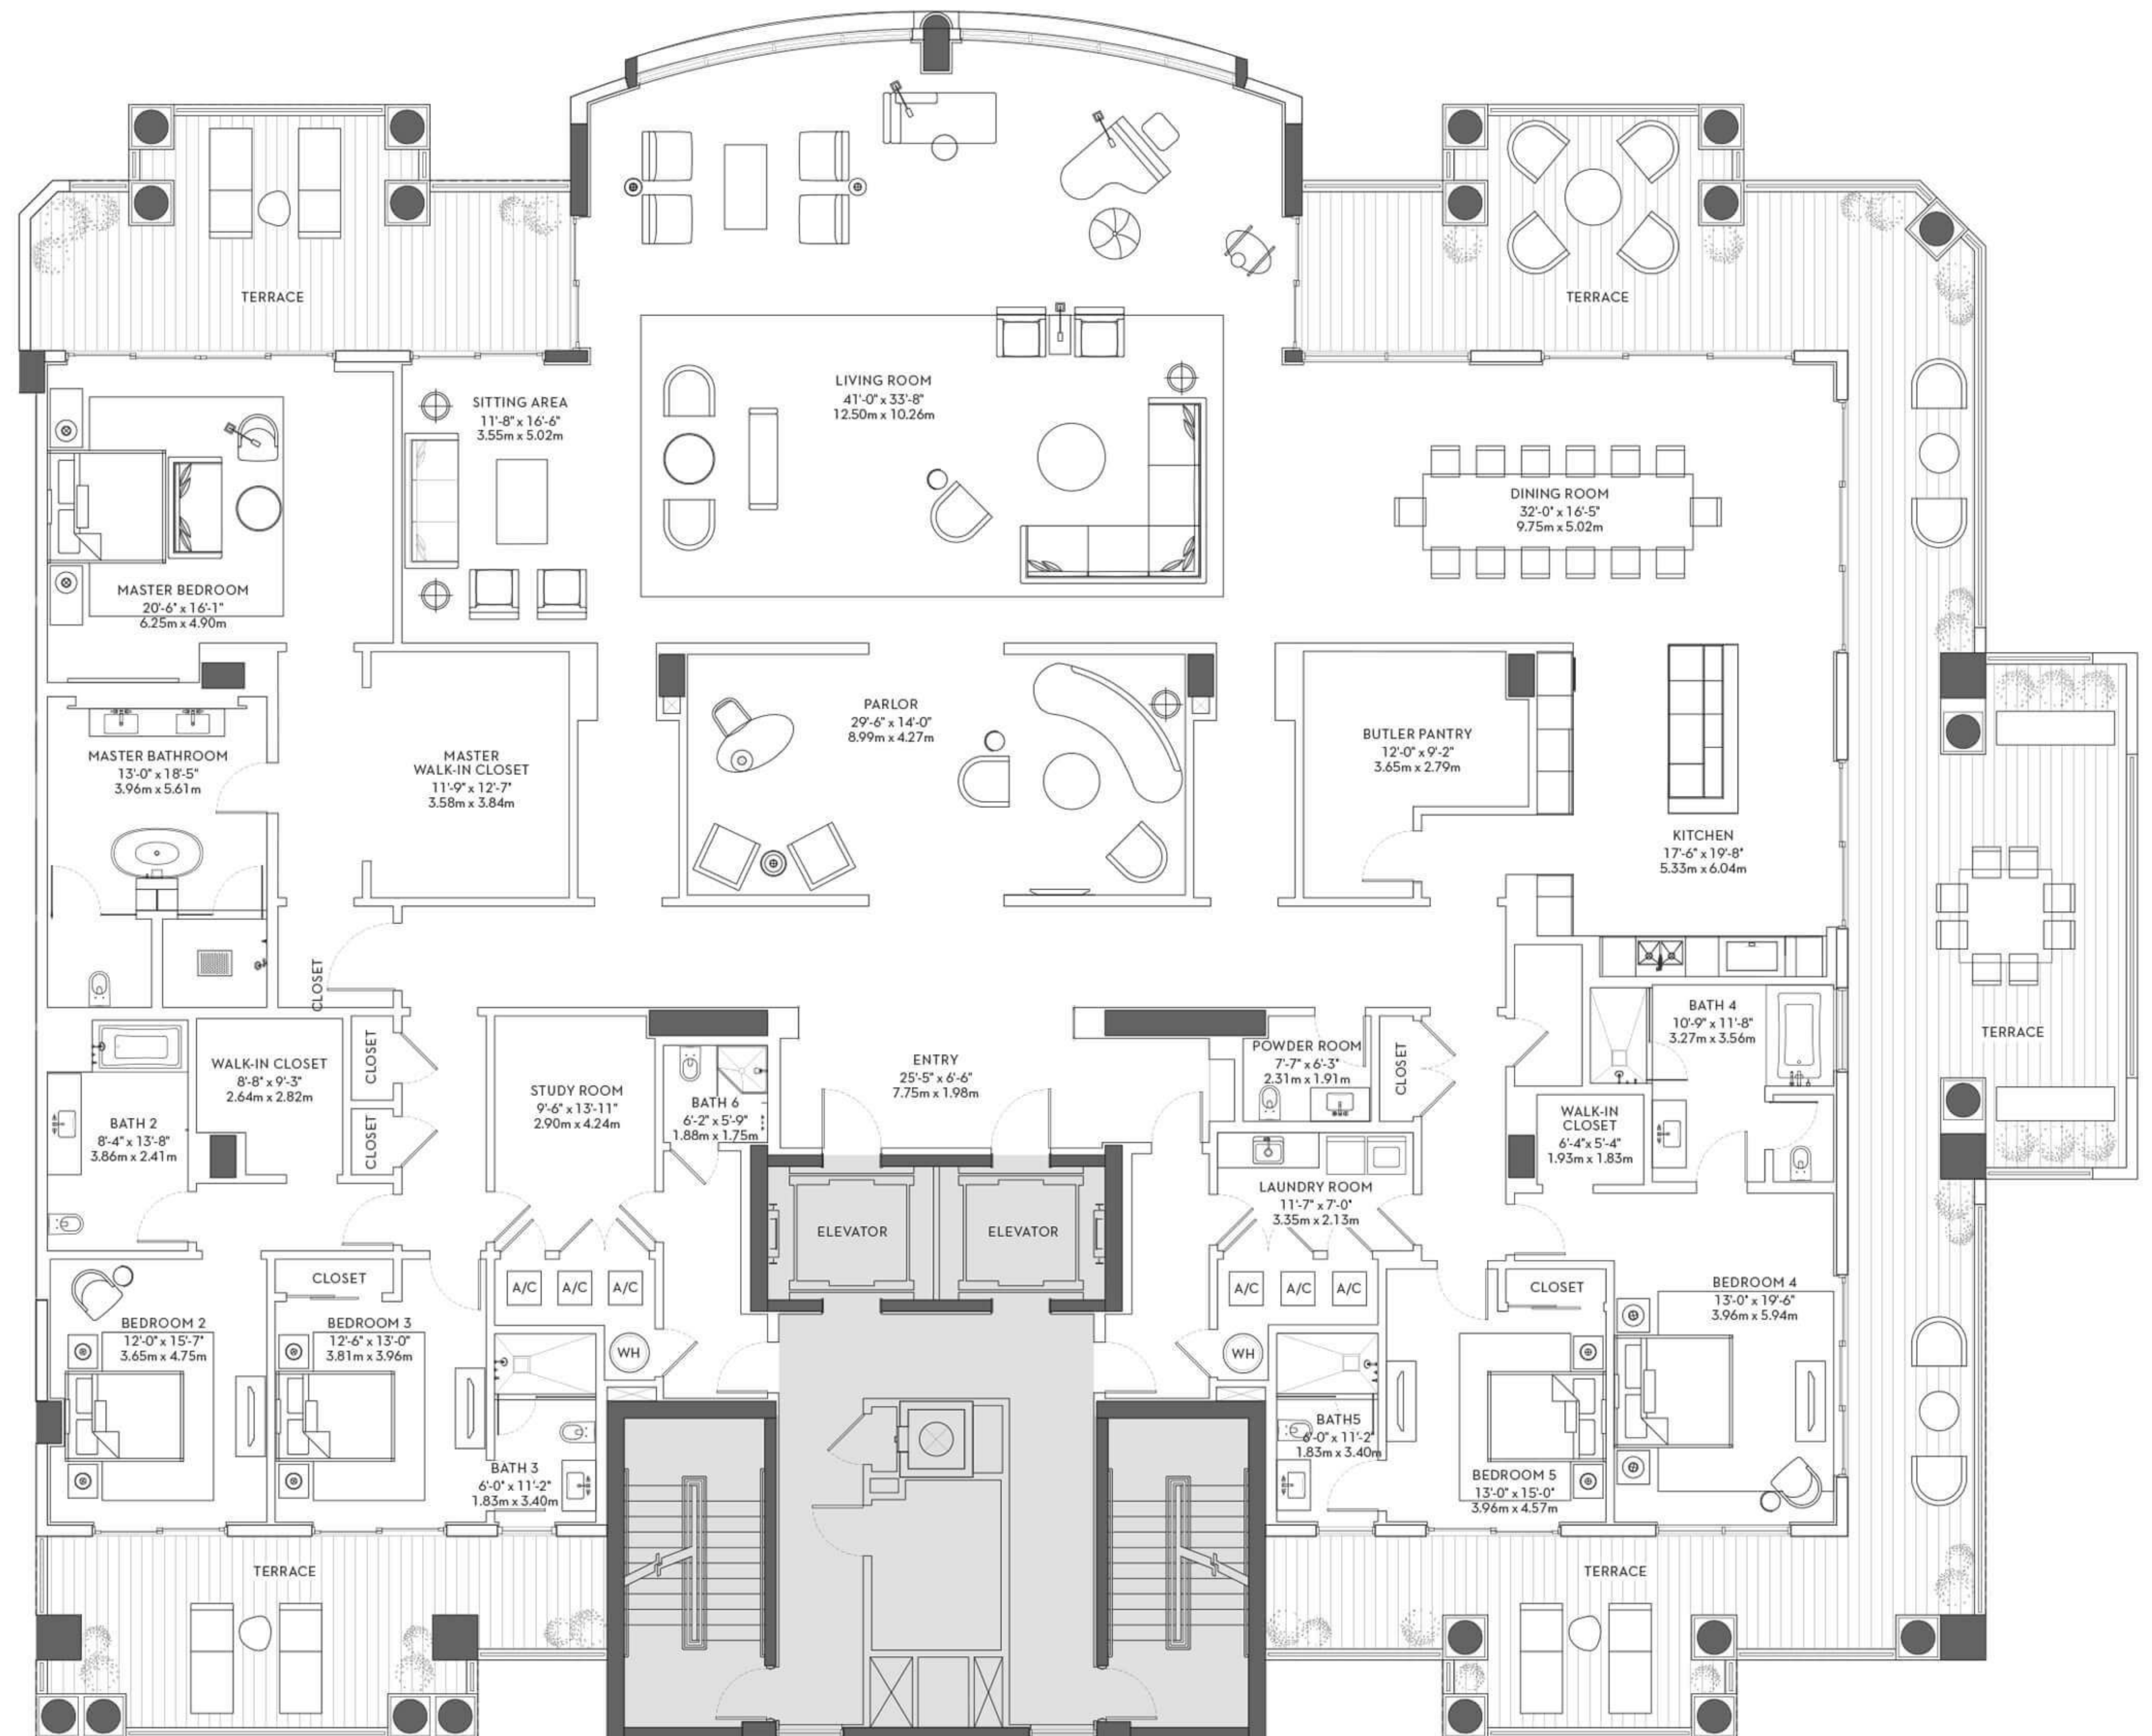 TERRACE
TERRACE
LIVING ROOM
41'-0" x 33'-8"
12.50m x 10.26m
SITTING AREA
11'-8" x 16'-6"
3.55m x 5.02m
DINING ROOM
32'-0" x 16'-5"
9.75m x 5.02m
MASTER BEDROOM
20'-6" x 16'-1"
6.25m x 4.90m
PARLOR
29'-6" x 14'-0"
8.99m x 4.27m
BUTLER PANTRY
12'-0" x 9'-2"
3.65m x 2.79m
MASTER BATHROOM
13'-0" x 18'-5"
3.96m x 5.61m
MASTER
WALK-IN CLOSET
11'-9" x 12'-7"
3.58m x 3.84m
KITCHEN
17'-6" x 19'-8"
5.33m x 6.04m
CLOSET
BATH 4
10'-9" x 11'-8"
3.27m x 3.56m
TERRACE
WALK-IN CLOSET
8'-8" x 9'-3"
2.64m x 2.82m
CLOSET
CLOSET
STUDY ROOM
9'-6" x 13'-11"
2.90m x 4.24m
BATH 6
6'-2" x 5'-9"
1.88m x 1.75m
ENTRY
25'-5" x 6'-6"
7.75m x 1.98m
POWDER ROOM
7'-7" x 6'-3"
2.31m x 1.91m
CLOSET
BATH 2
8'-4" x 13'-8"
3.86m x 2.41m
WALK-IN
CLOSET
6'-4" x 5'-4"
1.93m x 1.83m
LAUNDRY ROOM
11'-7" x 7'-0"
3.35m x 2.13m
ELEVATOR
ELEVATOR
CLOSET
A/C
A/C
A/C
A/C
A/C
A/C
CLOSET
BEDROOM 4
13'-0" x 19'-6"
3.96m x 5.94m
BEDROOM 2
12'-0" x 15'-7"
3.65m x 4.75m
BEDROOM 3
12'-6" x 13'-0"
3.81m x 3.96m
WH
WH
BATH5
6'-0" x 11'-2"
1.83m x 3.40m
BATH 3
6'-0" x 11'-2"
1.83m x 3.40m
BEDROOM 5
13'-0" x 15'-0"
3.96m x 4.57m
TERRACE
TERRACE